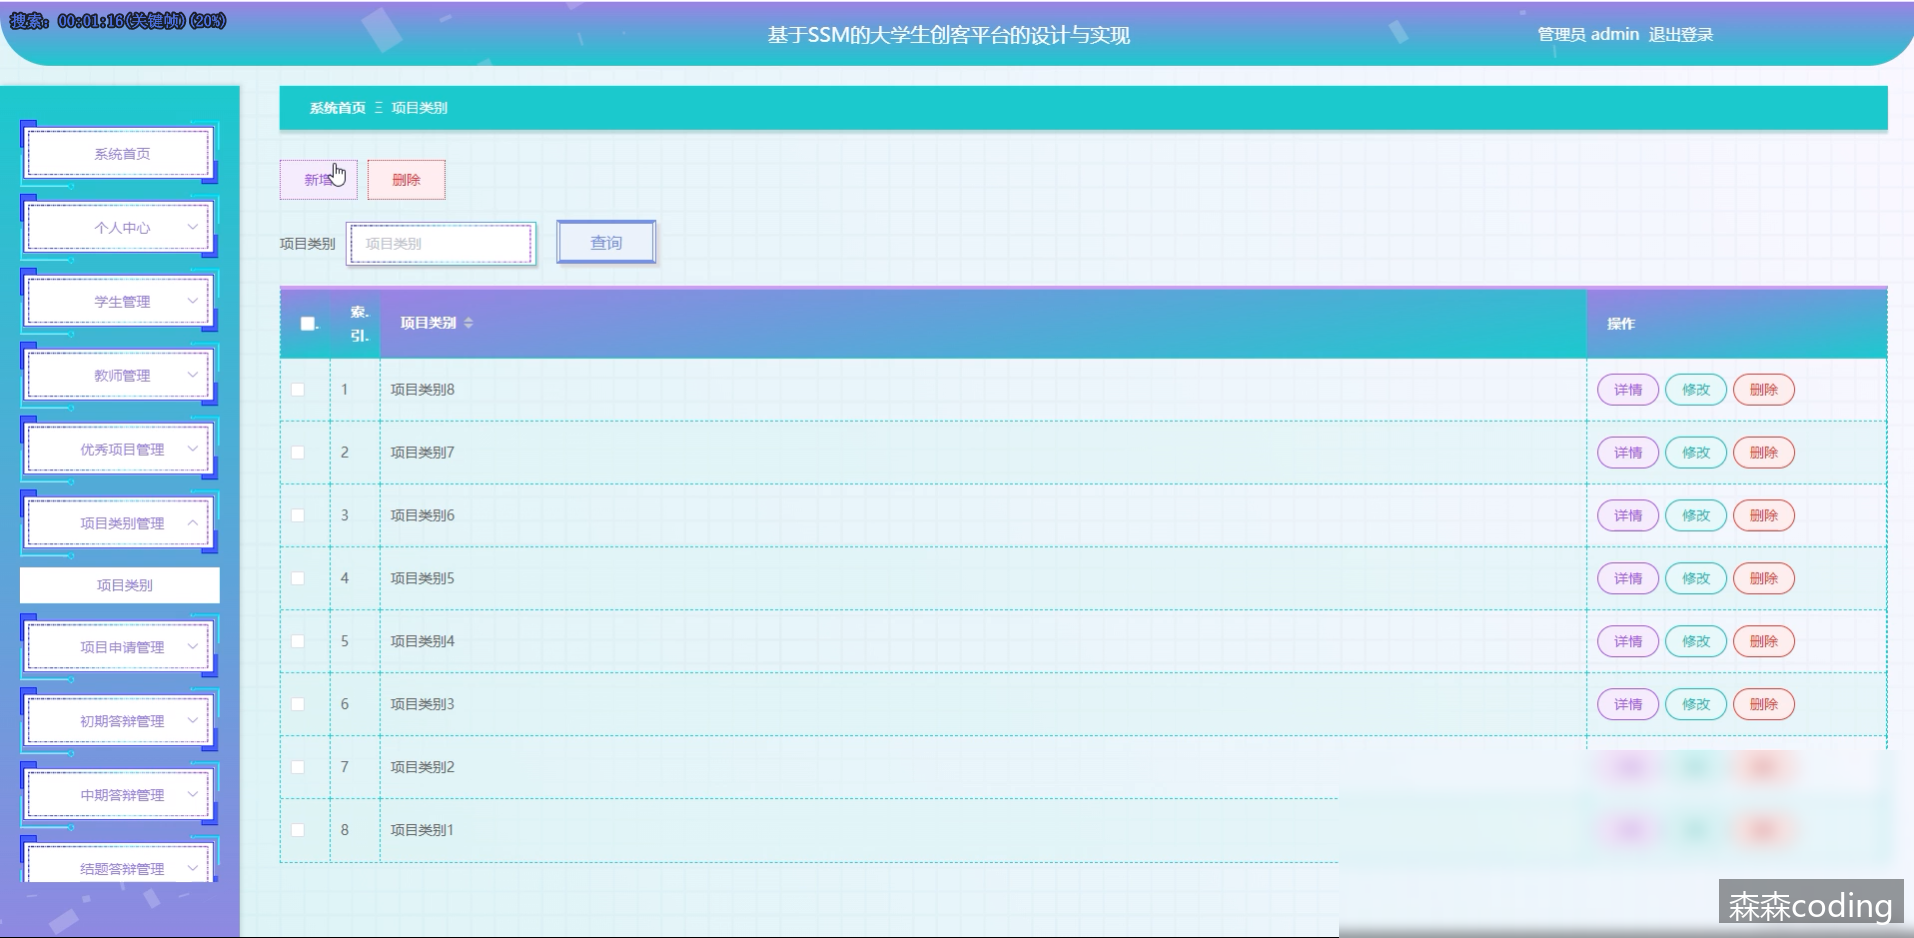 搜索: 00:01:16(关键帧)(20%)
基于SSM的大学生创客平台的设计与实现
管理员 admin 退出登录
系统首页 Ξ 项目类别
系统首页
个人中心
学生管理
教师管理
优秀项目管理
项目类别管理
项目类别
项目申请管理
初期答辩管理
中期答辩管理
结题答辩管理
新增 删除
项目类别 项目类别 查询
索引 项目类别 操作
1 项目类别8 详情 修改 删除
2 项目类别7 详情 修改 删除
3 项目类别6 详情 修改 删除
4 项目类别5 详情 修改 删除
5 项目类别4 详情 修改 删除
6 项目类别3 详情 修改 删除
7 项目类别2
8 项目类别1
森森coding